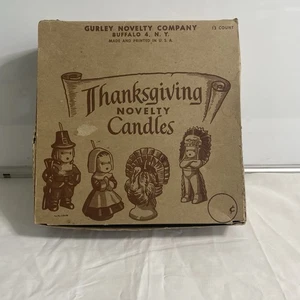 GURLEY NOVELTY COMPANY
12 COUNT
BUFFALO 4, N. Y.
MADE AND PRINTED IN U. S. A.
Thanksgiving
NOVELTY
Candles